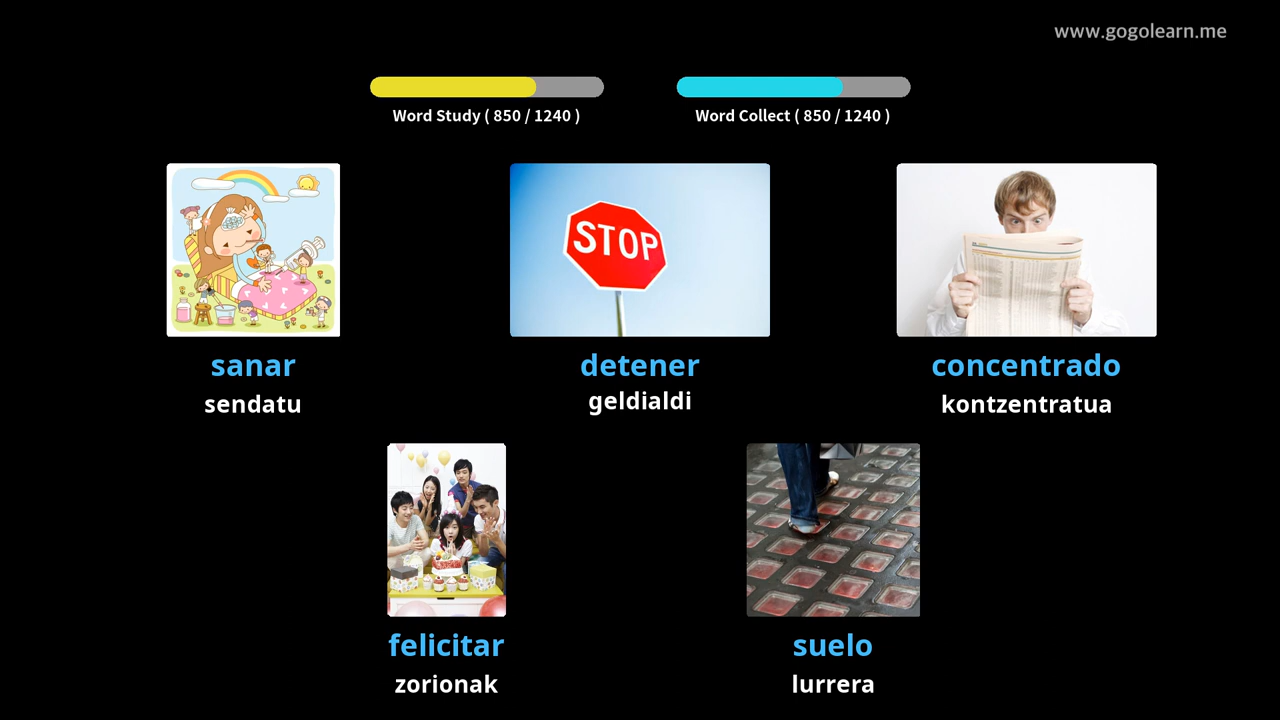 www.gogolearn.me
Word Study ( 850 / 1240 )
Word Collect ( 850 / 1240 )
STOP
sanar
sendatu
detener
geldialdi
concentrado
kontzentratua
felicitar
zorionak
suelo
lurrera